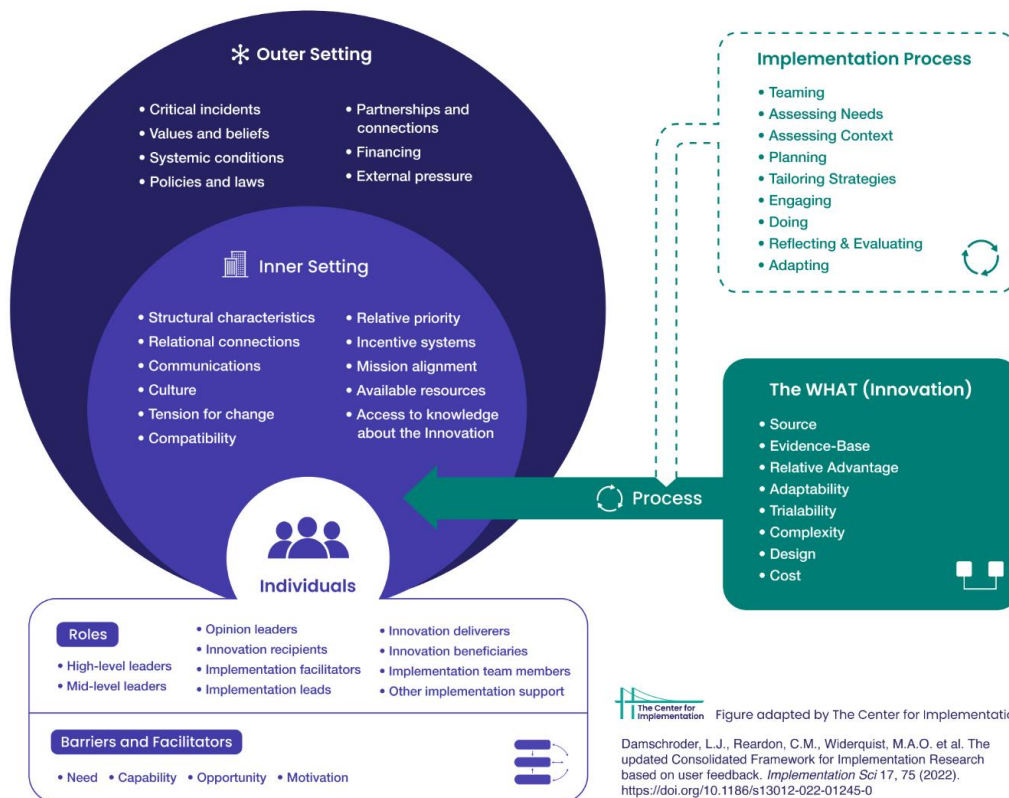 Outer Setting
• Critical incidents
• Values and beliefs
• Systemic conditions
• Policies and laws
• Partnerships and
connections
• Financing
• External pressure
Inner Setting
• Structural characteristics
• Relational connections
• Communications
• Culture
• Tension for change
• Compatibility
• Relative priority
• Incentive systems
• Mission alignment
• Available resources
• Access to knowledge
about the Innovation
Individuals
Roles
• High-level leaders
• Mid-level leaders
• Opinion leaders
• Innovation recipients
• Implementation facilitators
• Implementation leads
• Innovation deliverers
• Innovation beneficiaries
• Implementation team members
• Other implementation support
Barriers and Facilitators
• Need • Capability • Opportunity • Motivation
Implementation Process
• Teaming
• Assessing Needs
• Assessing Context
• Planning
• Tailoring Strategies
• Engaging
• Doing
• Reflecting & Evaluating
• Adapting
Process
The WHAT (Innovation)
• Source
• Evidence-Base
• Relative Advantage
• Adaptability
• Trialability
• Complexity
• Design
• Cost
The Center for
Implementation
Figure adapted by The Center for Implementatio
Damschroder, L.J., Reardon, C.M., Widerquist, M.A.O. et al. The
updated Consolidated Framework for Implementation Research
based on user feedback. Implementation Sci 17, 75 (2022).
https://doi.org/10.1186/s13012-022-01245-0